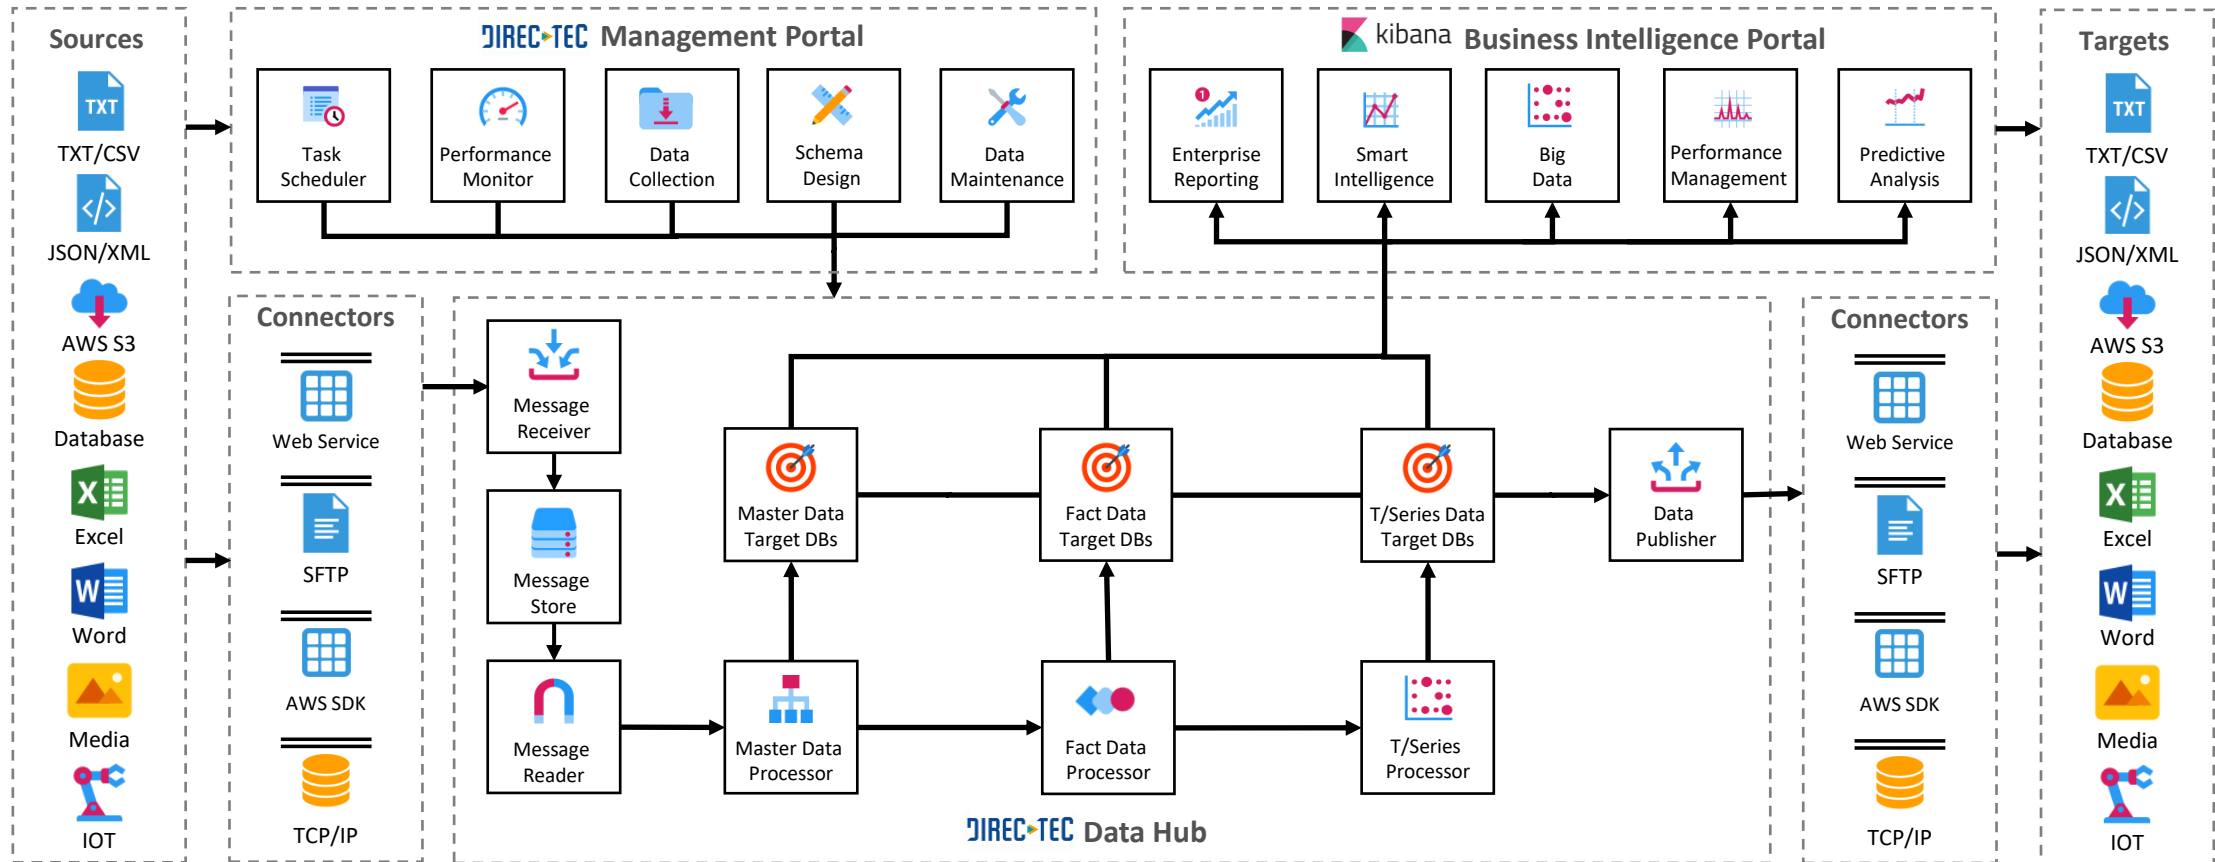 Sources
TXT
TXT/CSV
JSON/XML
AWS S3
Database
X
Excel
W
Word
Media
IOT
DIREC TEC Management Portal
Task
Scheduler
Performance
Monitor
Data
Collection
Schema
Design
Data
Maintenance
kibana Business Intelligence Portal
1
Enterprise
Reporting
Smart
Intelligence
Big
Data
Performance
Management
Predictive
Analysis
Connectors
Web Service
SFTP
AWS SDK
TCP/IP
Message
Receiver
Message
Store
Message
Reader
Master Data
Target DBs
Fact Data
Target DBs
T/Series Data
Target DBs
Data
Publisher
Master Data
Processor
Fact Data
Processor
T/Series
Processor
DIREC TEC Data Hub
Connectors
Web Service
SFTP
AWS SDK
TCP/IP
Targets
TXT
TXT/CSV
JSON/XML
AWS S3
Database
X
Excel
W
Word
Media
IOT